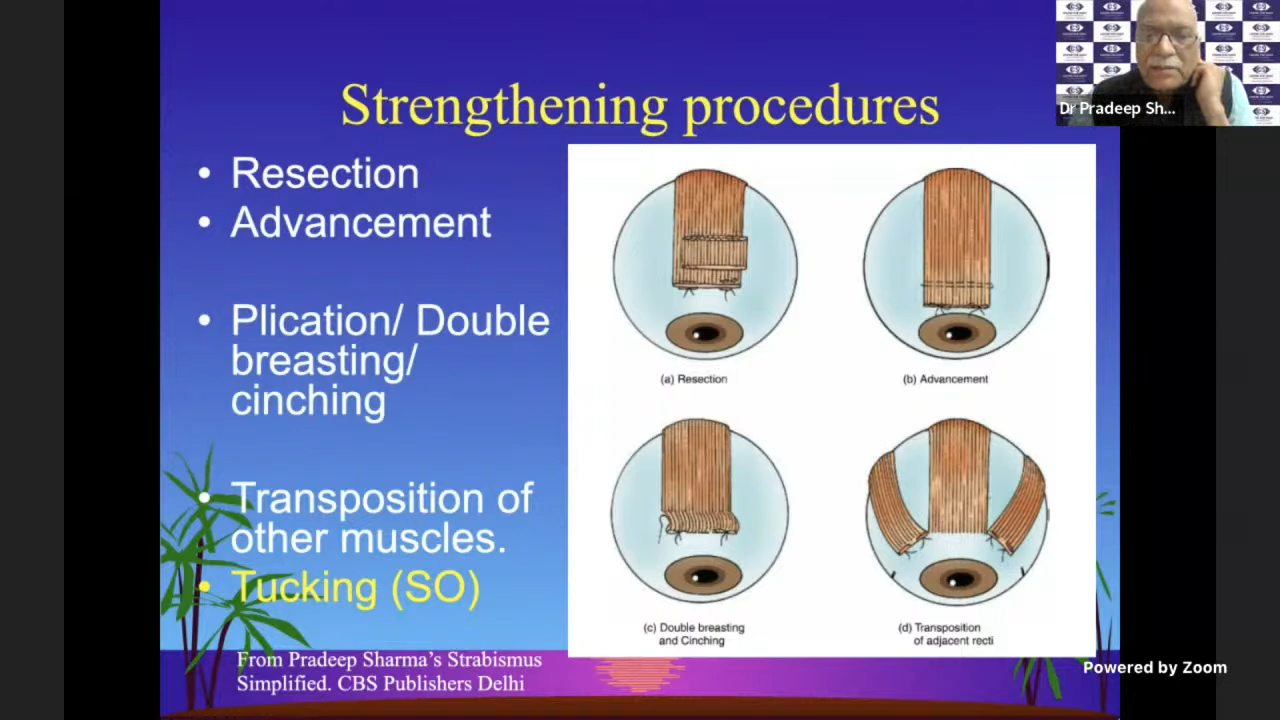 Strengthening procedures
• Resection
• Advancement
• Plication/ Double
breasting/
cinching
• Transposition of
other muscles.
• Tucking (SO)
From Pradeep Sharma's Strabismus
Simplified. CBS Publishers Delhi
(a) Resection
(b) Advancement
(c) Double breasting
and Cinching
(d) Transposition
of adjacent recti
Dr Pradeep Sh...
Powered by Zoom